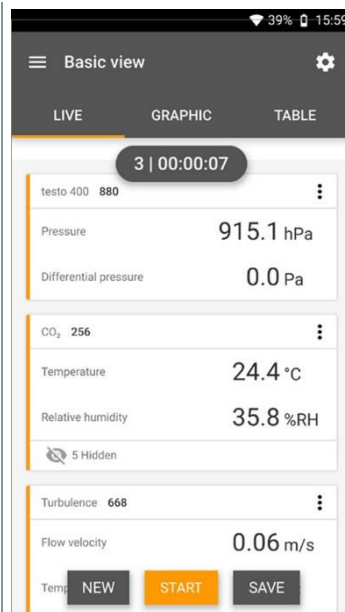 39% 15:59
Basic view
LIVE GRAPHIC TABLE
3 | 00:00:07
testo 400 880
Pressure 915.1 hPa
Differential pressure 0.0 Pa
CO₂ 256
Temperature 24.4 °C
Relative humidity 35.8 %RH
5 Hidden
Turbulence 668
Flow velocity 0.06 m/s
NEW START SAVE